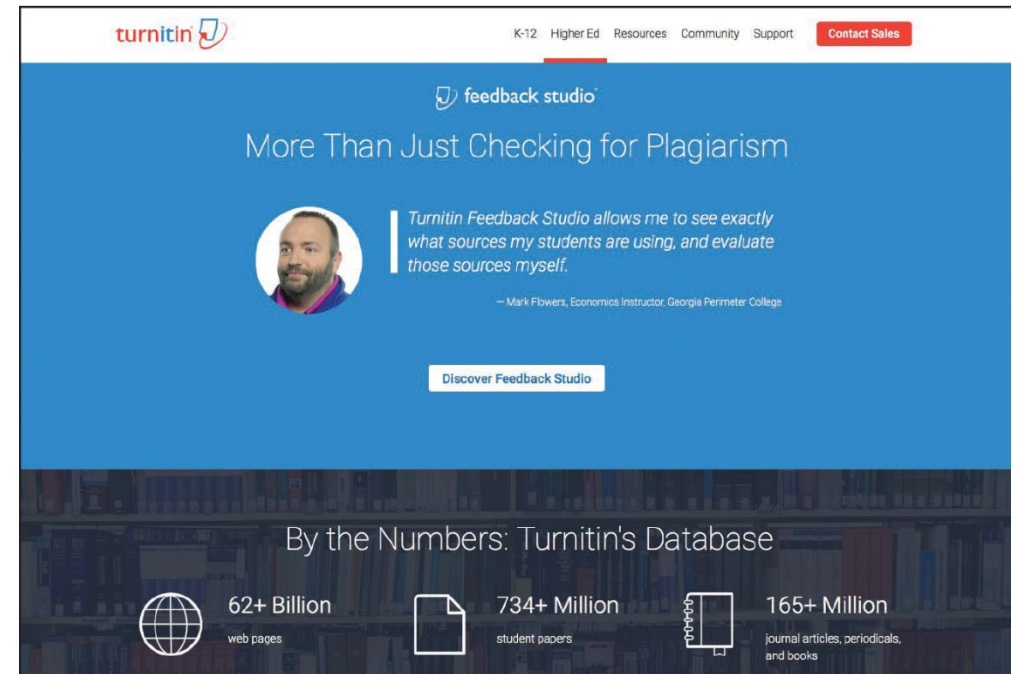 turnitin
K-12 Higher Ed Resources Community Support Contact Sales
feedback studio
More Than Just Checking for Plagiarism
Turnitin Feedback Studio allows me to see exactly
what sources my students are using, and evaluate
those sources myself.
— Mark Flowers, Economics Instructor, Georgia Perimeter College
Discover Feedback Studio
By the Numbers: Turnitin's Database
62+ Billion
web pages
734+ Million
student papers
165+ Million
journal articles, periodicals,
and books